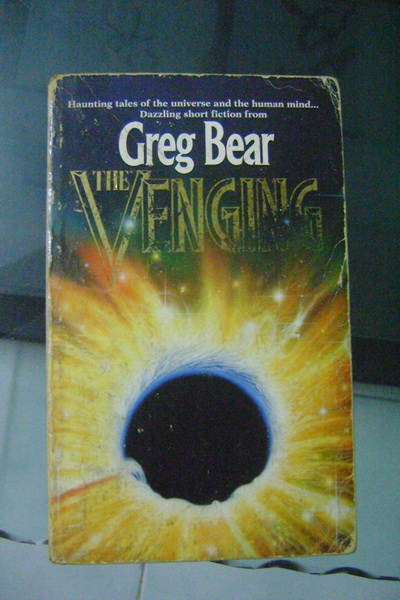 Haunting tales of the universe and the human mind...
Dazzling short fiction from
Greg Bear
THE VENGING